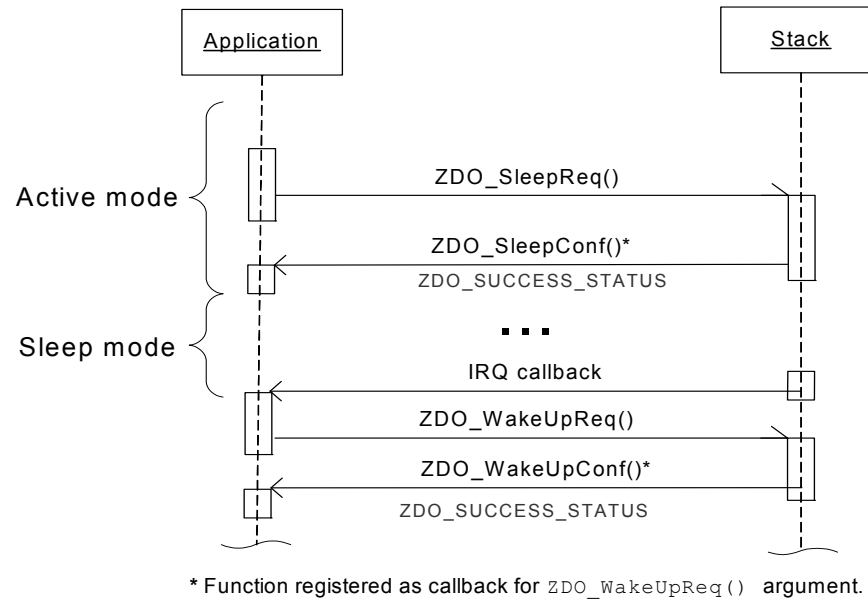 Application
Stack
ZDO_SleepReq()
Active mode
ZDO_SleepConf()*
ZDO_SUCCESS_STATUS
...
Sleep mode
IRQ callback
ZDO_WakeUpReq()
ZDO_WakeUpConf()*
ZDO_SUCCESS_STATUS
* Function registered as callback for ZDO_WakeUpReq() argument.